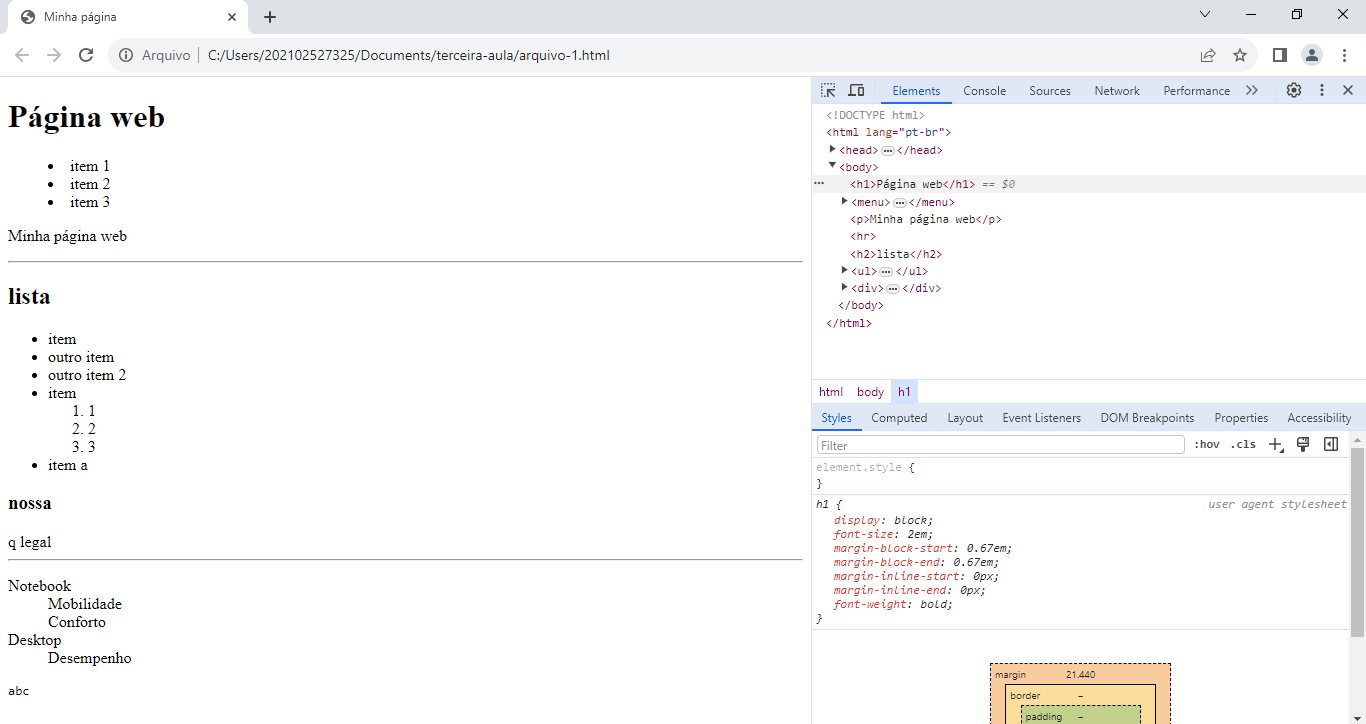 Minha página
Arquivo C:/Users/202102527325/Documents/terceira-aula/arquivo-1.html
Página web
• item 1
• item 2
• item 3
Minha página web
lista
• item
• outro item
• outro item 2
• item
1. 1
2. 2
3. 3
• item a
nossa
q legal
Notebook
Mobilidade
Conforto
Desktop
Desempenho
abc
Elements Console Sources Network Performance
<!DOCTYPE html>
<html lang="pt-br">
<head> … </head>
<body>
… <h1>Página web</h1> == $0
<menu> … </menu>
<p>Minha página web</p>
<hr>
<h2>lista</h2>
<ul> … </ul>
<div> … </div>
</body>
</html>
html body h1
Styles Computed Layout Event Listeners DOM Breakpoints Properties Accessibility
Filter :hov .cls
element.style {
}
h1 { user agent stylesheet
display: block;
font-size: 2em;
margin-block-start: 0.67em;
margin-block-end: 0.67em;
margin-inline-start: 0px;
margin-inline-end: 0px;
font-weight: bold;
}
margin 21.440
border –
padding –